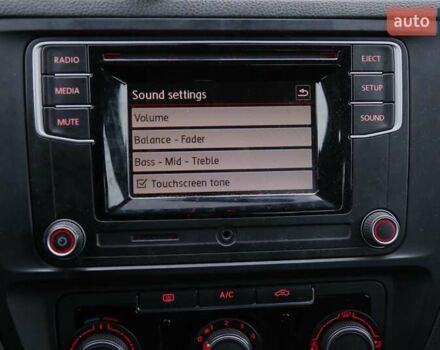 auto
RADIO
MEDIA
MUTE
EJECT
SETUP
SOUND
Sound settings
Volume
Balance - Fader
Bass - Mid - Treble
Touchscreen tone
A/C